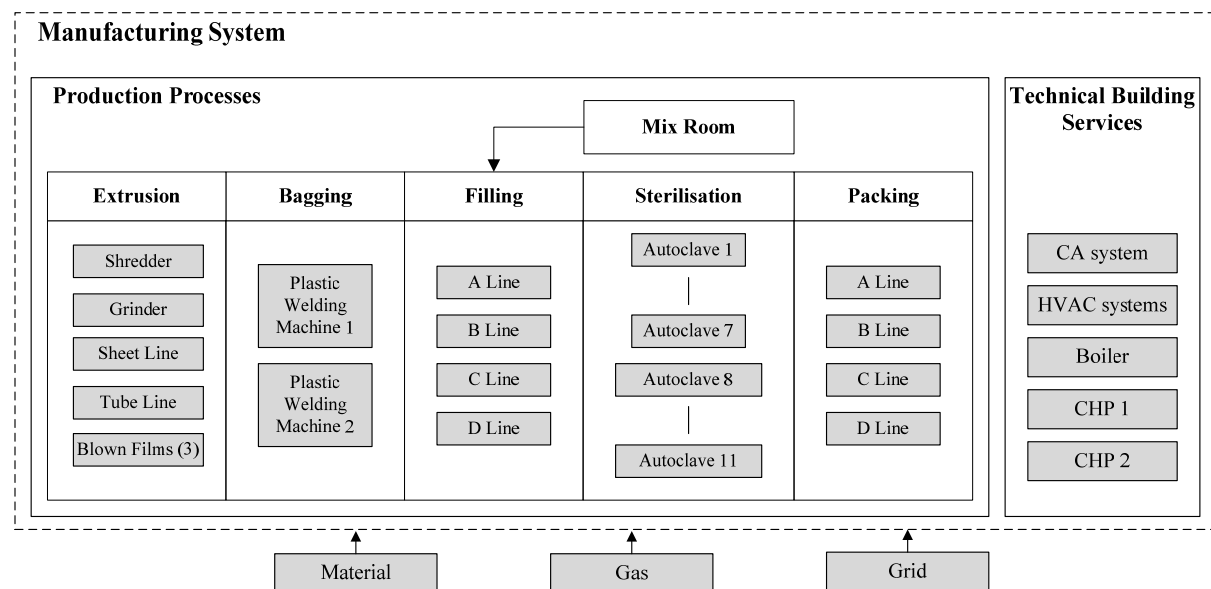 Manufacturing System
Production Processes
Mix Room
Extrusion
Shredder
Grinder
Sheet Line
Tube Line
Blown Films (3)
Bagging
Plastic
Welding
Machine 1
Plastic
Welding
Machine 2
Filling
A Line
B Line
C Line
D Line
Sterilisation
Autoclave 1
Autoclave 7
Autoclave 8
Autoclave 11
Packing
A Line
B Line
C Line
D Line
Technical Building
Services
CA system
HVAC systems
Boiler
CHP 1
CHP 2
Material
Gas
Grid